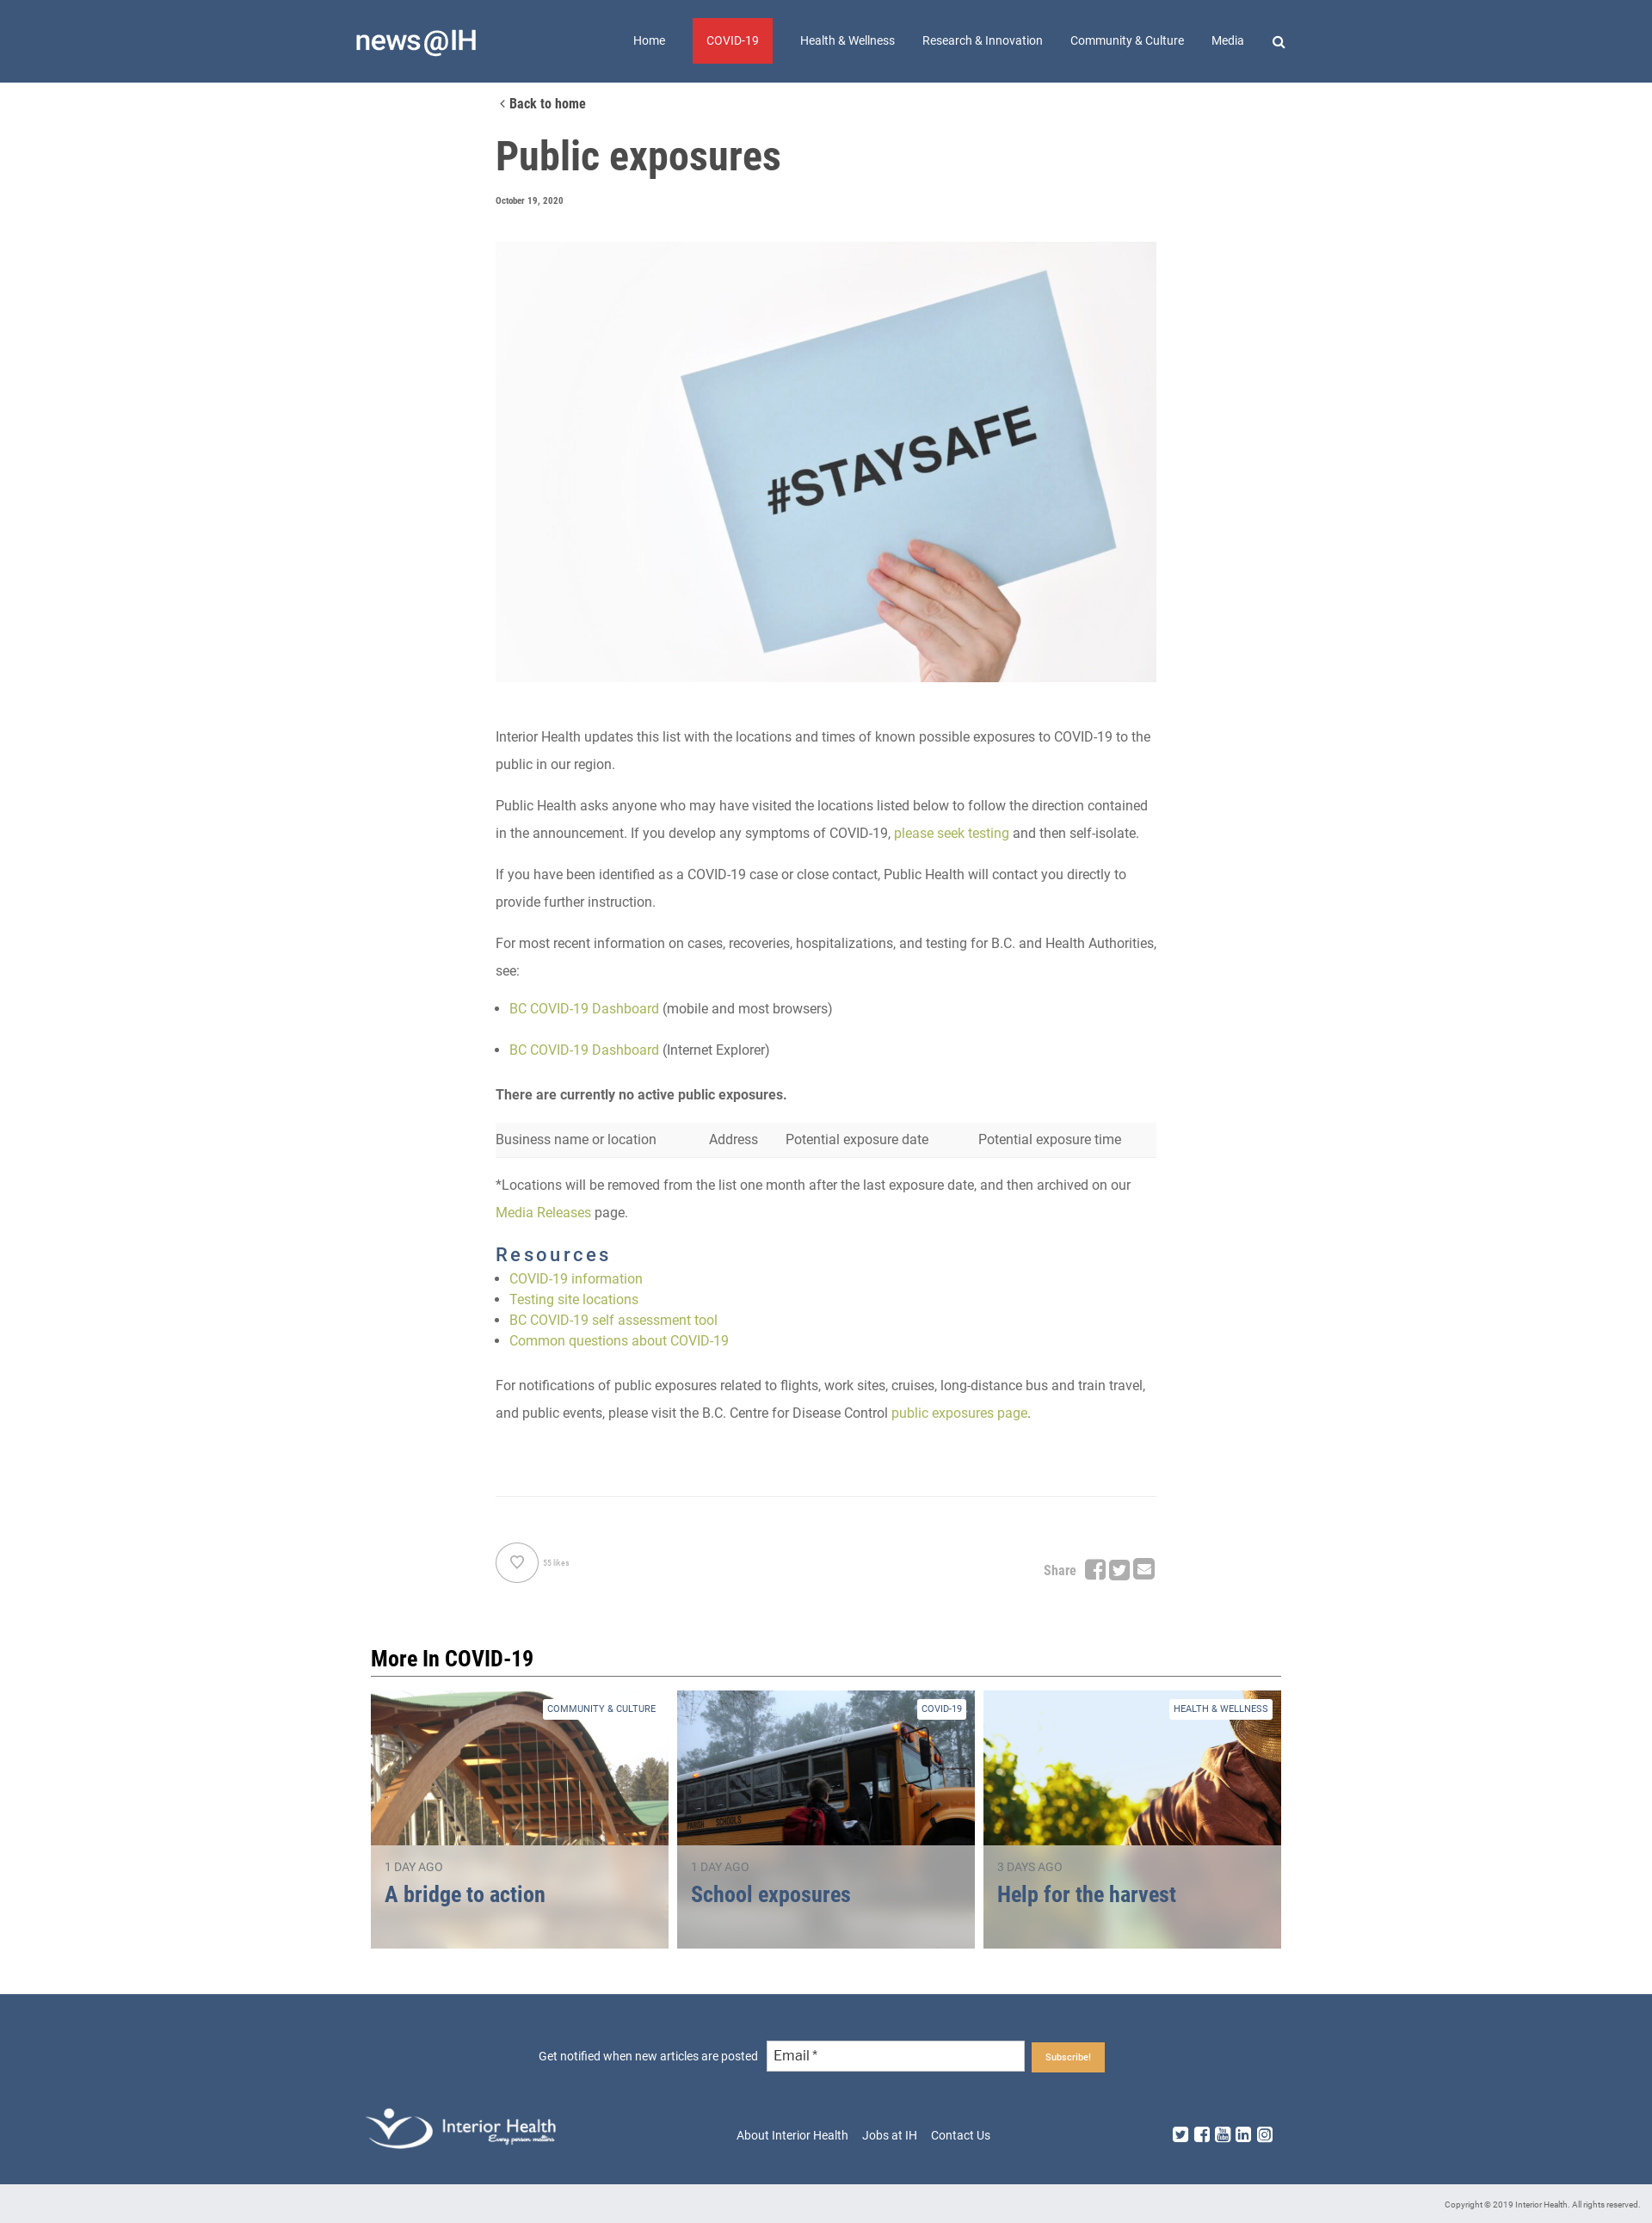 news@IH
Home COVID-19 Health & Wellness Research & Innovation Community & Culture Media
Back to home
Public exposures
October 19, 2020
#STAYSAFE
Interior Health updates this list with the locations and times of known possible exposures to COVID-19 to the
public in our region.
Public Health asks anyone who may have visited the locations listed below to follow the direction contained
in the announcement. If you develop any symptoms of COVID-19, please seek testing and then self-isolate.
If you have been identified as a COVID-19 case or close contact, Public Health will contact you directly to
provide further instruction.
For most recent information on cases, recoveries, hospitalizations, and testing for B.C. and Health Authorities,
see:
BC COVID-19 Dashboard (mobile and most browsers)
BC COVID-19 Dashboard (Internet Explorer)
There are currently no active public exposures.
Business name or location Address Potential exposure date Potential exposure time
*Locations will be removed from the list one month after the last exposure date, and then archived on our
Media Releases page.
Resources
COVID-19 information
Testing site locations
BC COVID-19 self assessment tool
Common questions about COVID-19
For notifications of public exposures related to flights, work sites, cruises, long-distance bus and train travel,
and public events, please visit the B.C. Centre for Disease Control public exposures page.
55 likes
Share
More In COVID-19
COMMUNITY & CULTURE
1 DAY AGO
A bridge to action
COVID-19
SCHOOLS
1 DAY AGO
School exposures
HEALTH & WELLNESS
3 DAYS AGO
Help for the harvest
Get notified when new articles are posted Email * Subscribe!
Interior Health
Every person matters
About Interior Health Jobs at IH Contact Us
Copyright © 2019 Interior Health. All rights reserved.